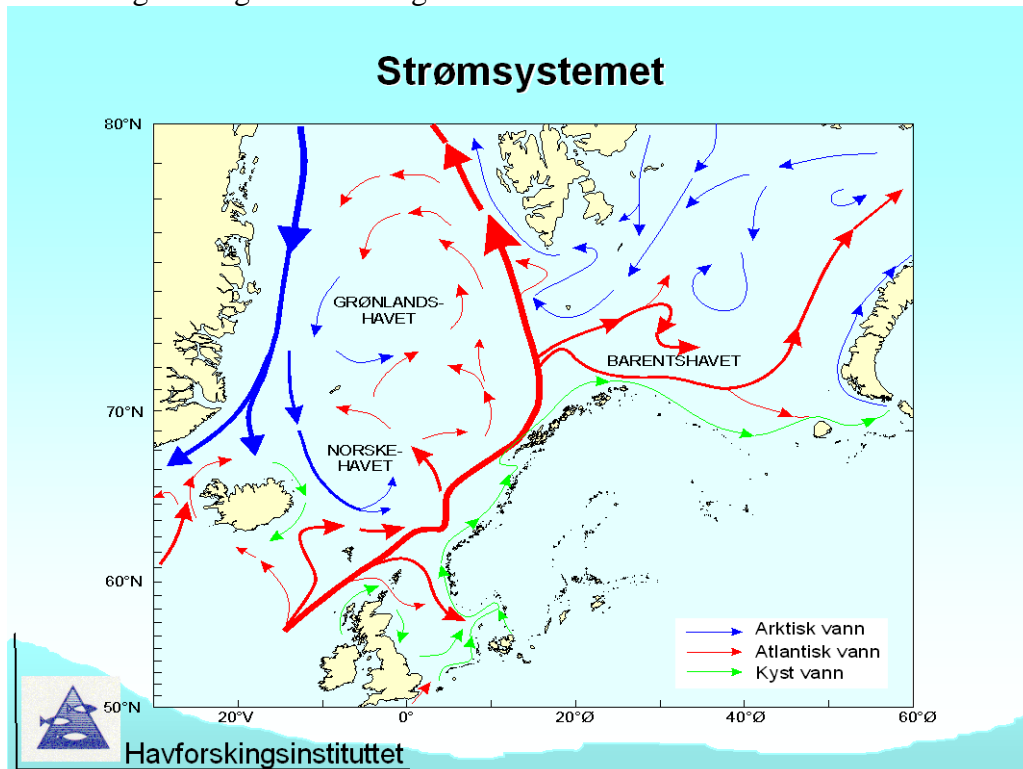 Strømsystemet
80°N
70°N
60°N
50°N
GRØNLANDS-
HAVET
NORSKE-
HAVET
BARENTSHAVET
Arktisk vann
Atlantisk vann
Kyst vann
20°V
0°
20°Ø
40°Ø
60°Ø
Havforskingsinstituttet